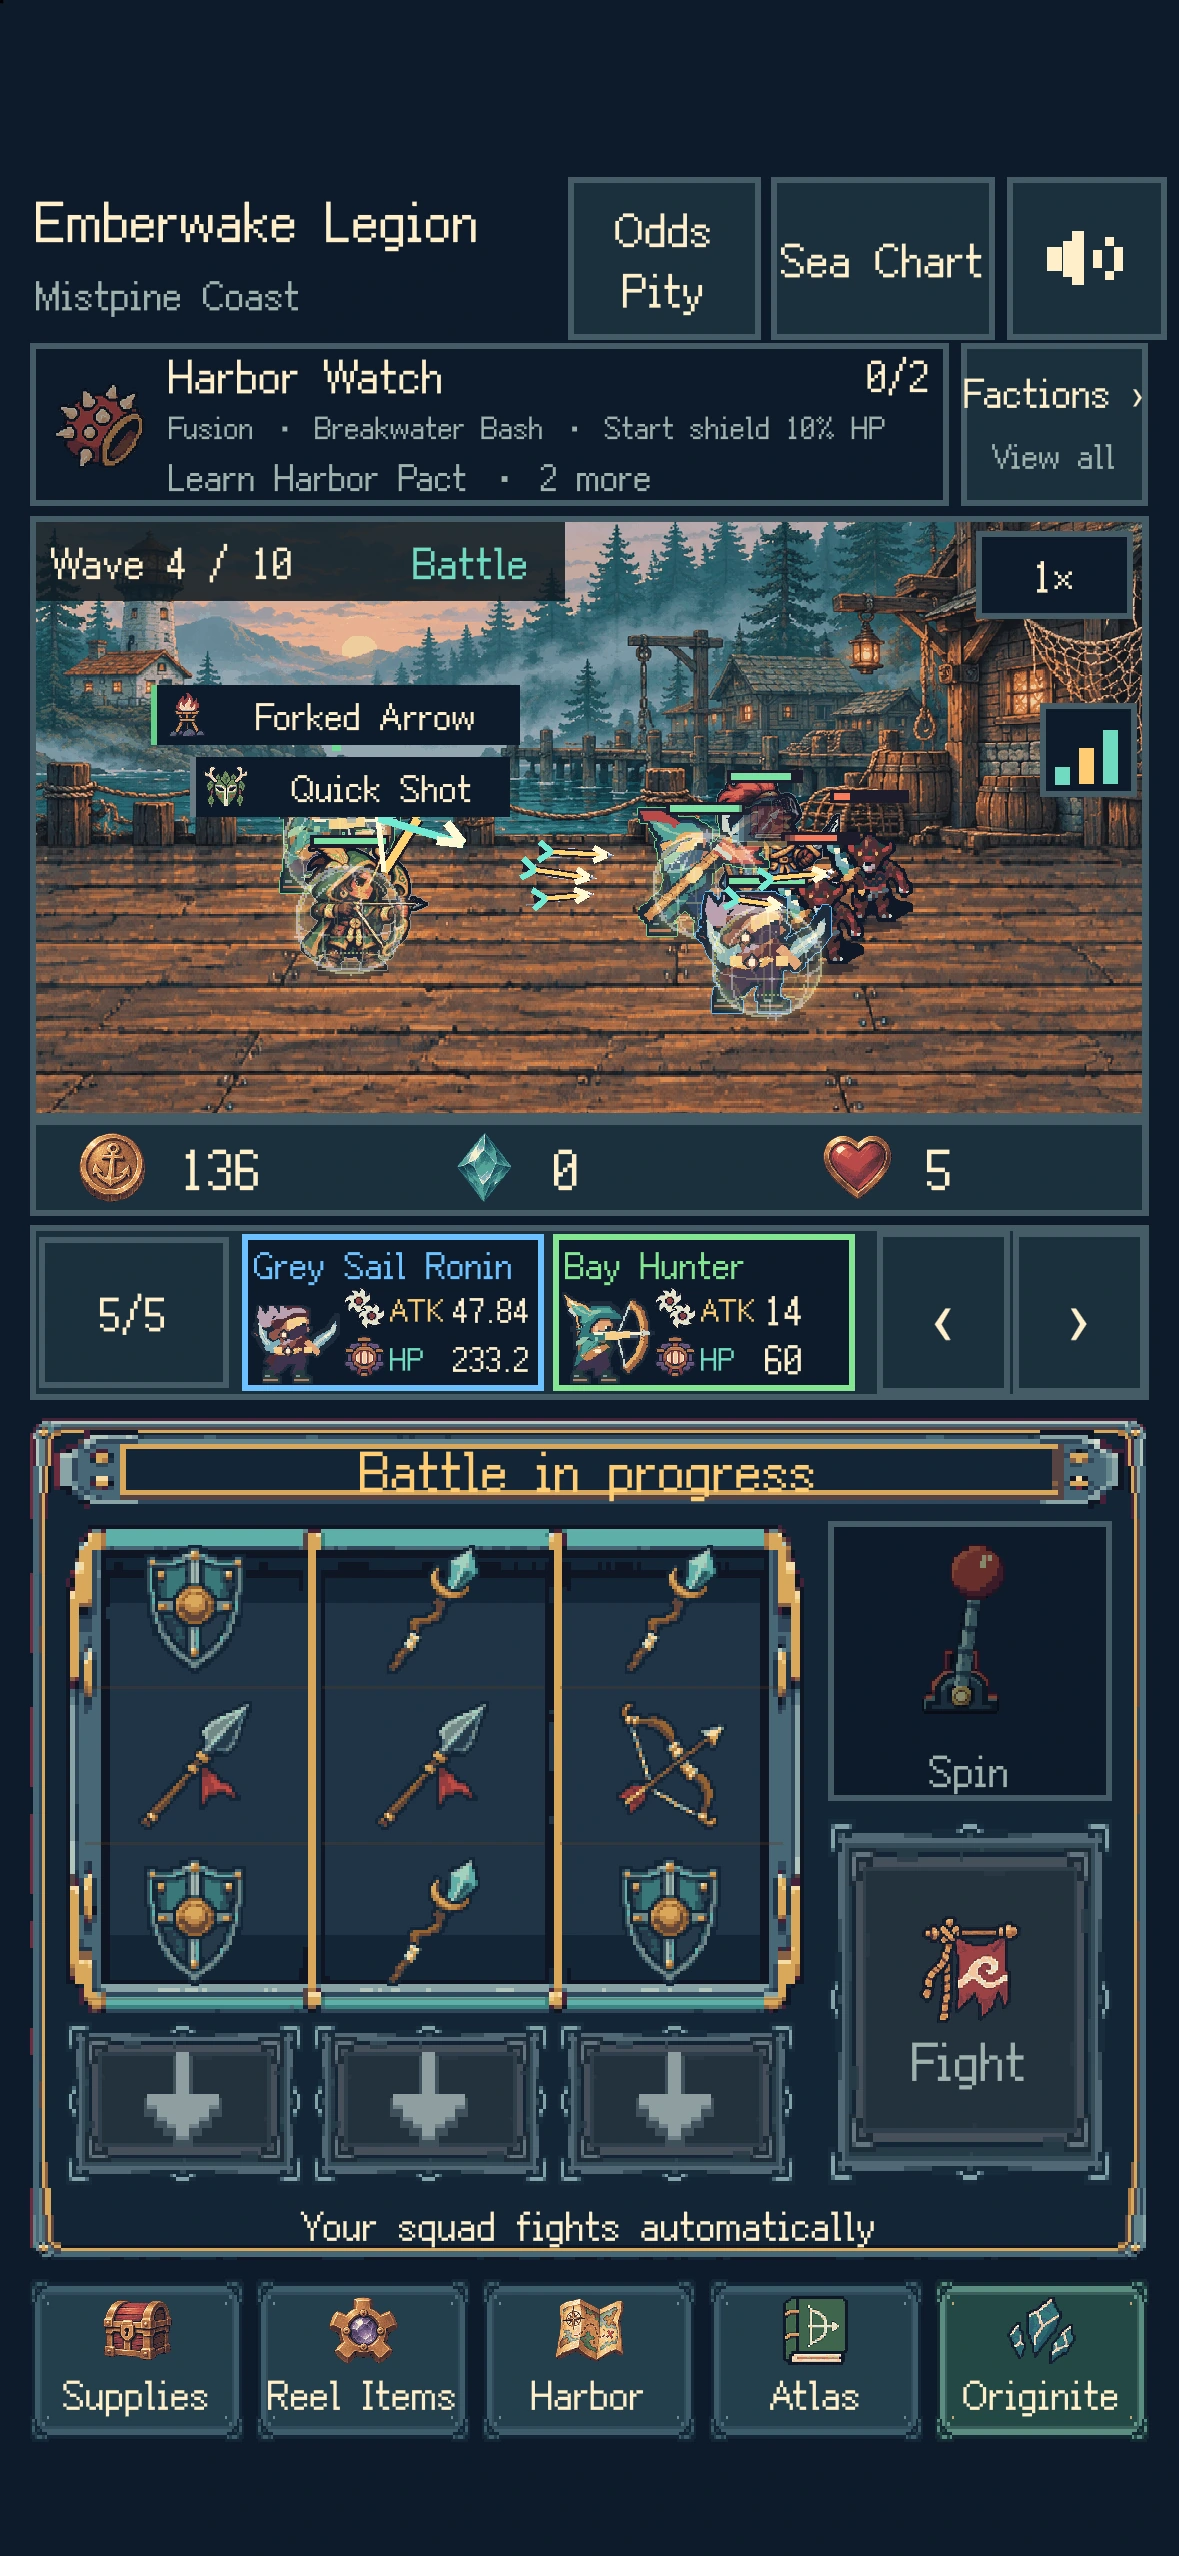 Emberwake Legion
Mistpine Coast
Odds
Pity
Sea Chart
Harbor Watch 0/2
Fusion · Breakwater Bash · Start shield 10% HP
Learn Harbor Pact · 2 more
Factions ›
View all
Wave 4 / 10 Battle
1×
Forked Arrow
Quick Shot
136 0 5
5/5
Grey Sail Ronin
ATK 47.84
HP 233.2
Bay Hunter
ATK 14
HP 60
‹ ›
Battle in progress
Spin
Fight
Your squad fights automatically
Supplies Reel Items Harbor Atlas Originite